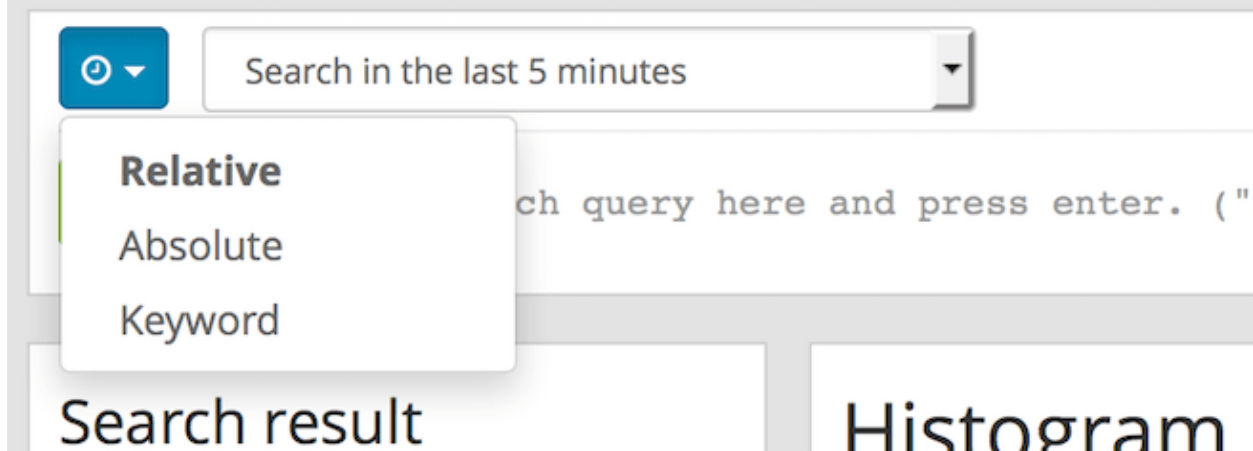 Search in the last 5 minutes
Relative
ch query here and press enter. ("
Absolute
Keyword
Search result
Histogram